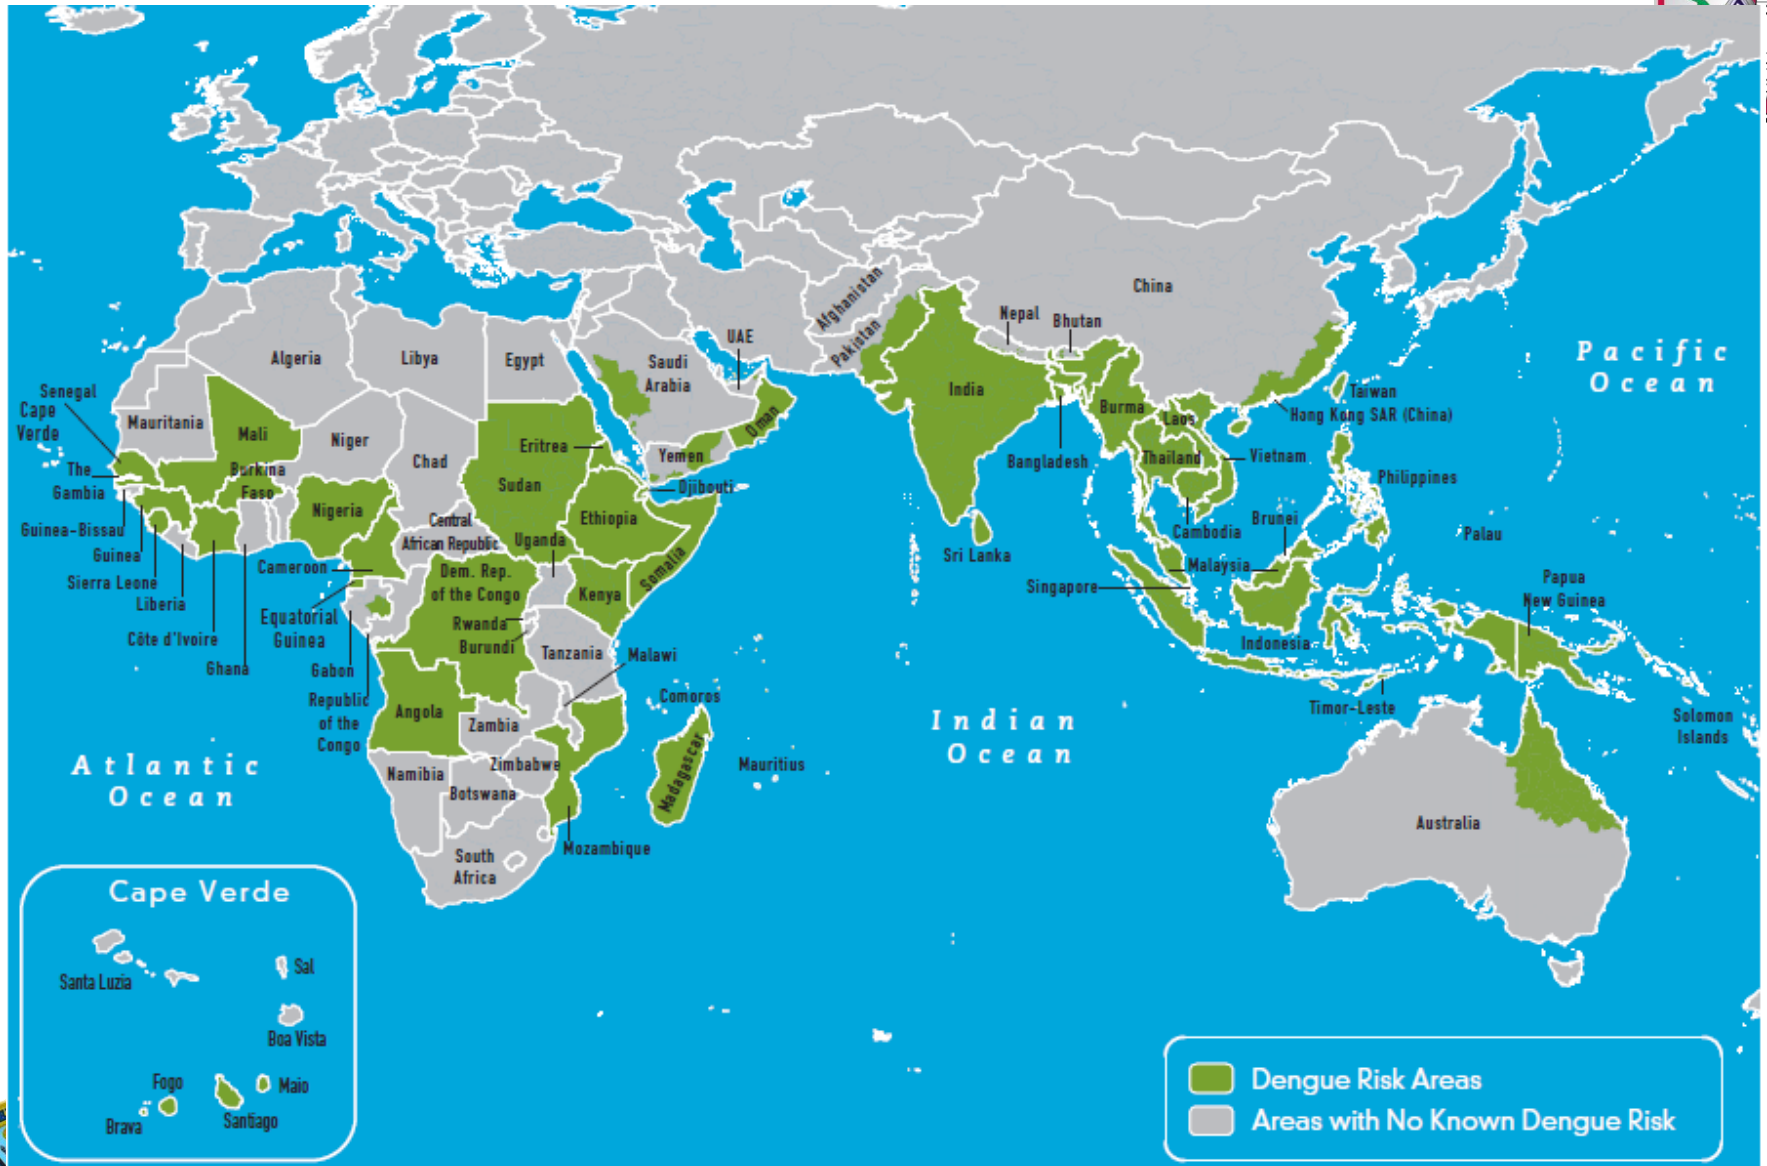 China
Afghanistan
Nepal
Bhutan
Pakistan
UAE
Pacific
Ocean
Algeria
Libya
Egypt
Saudi
Arabia
India
Senegal
Cape
Verde
Mauritania
Mali
Niger
Chad
Eritrea
Oman
Burma
Laos
Taiwan
Hong Kong SAR (China)
The
Gambia
Burkina
Faso
Sudan
Yemen
Djibouti
Bangladesh
Thailand
Vietnam
Philippines
Guinea-Bissau
Nigeria
Central
African Republic
Uganda
Ethiopia
Guinea
Sierra Leone
Liberia
Cameroon
Dem. Rep.
of the Congo
Kenya
Somalia
Sri Lanka
Cambodia
Brunei
Palau
Malaysia
Singapore
Papua
New Guinea
Equatorial
Guinea
Rwanda
Burundi
Côte d'Ivoire
Ghana
Gabon
Tanzania
Malawi
Indonesia
Republic
of the
Congo
Angola
Zambia
Comoros
Timor-Leste
Solomon
Islands
Indian
Ocean
Atlantic
Ocean
Namibia
Zimbabwe
Botswana
Madagascar
Mauritius
Mozambique
South
Africa
Australia
Cape Verde
Santa Luzia
Sal
Boa Vista
Fogo
Maio
Brava
Santiago
Dengue Risk Areas
Areas with No Known Dengue Risk